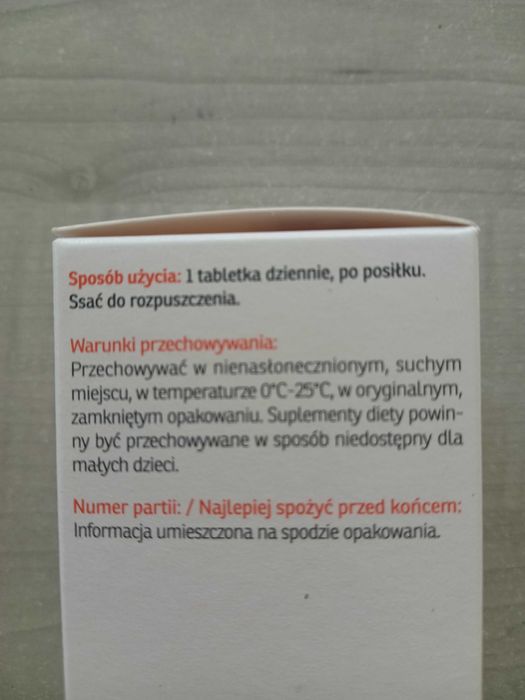 Sposób użycia: 1 tabletka dziennie, po posiłku.
Ssać do rozpuszczenia.
Warunki przechowywania:
Przechowywać w nienasłonecznionym, suchym
miejscu, w temperaturze 0°C-25°C, w oryginalnym,
zamkniętym opakowaniu. Suplementy diety powin-
ny być przechowywane w sposób niedostępny dla
małych dzieci.
Numer partii: / Najlepiej spożyć przed końcem:
Informacja umieszczona na spodzie opakowania.